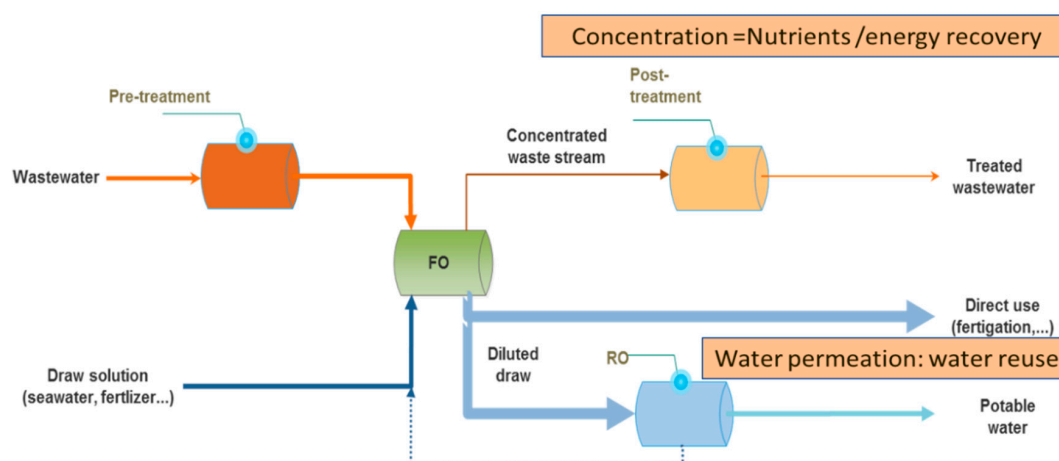 Concentration =Nutrients /energy recovery
Pre-treatment
Post-
treatment
Wastewater
Concentrated
waste stream
Treated
wastewater
FO
Direct use
(fertigation,...)
Draw solution
(seawater, fertlizer...)
Diluted
draw
RO
Water permeation: water reuse
Potable
water